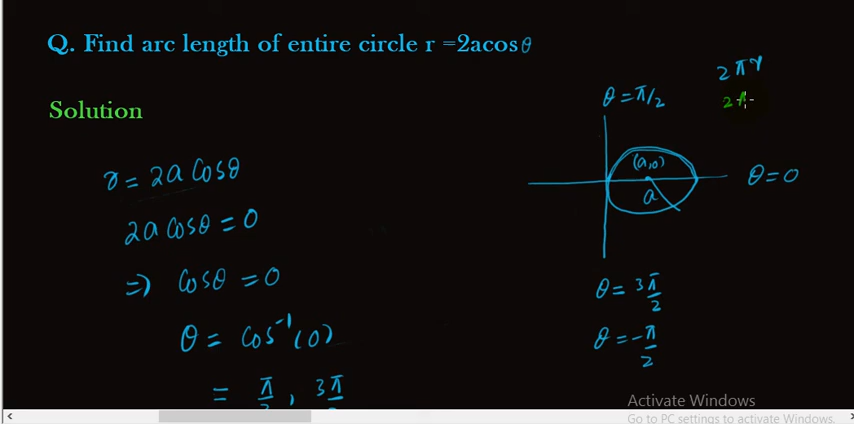 Q. Find arc length of entire circle r =2acosθ
Solution
r = 2a Cosθ
2a Cosθ = 0
=) Cosθ = 0
θ = Cos⁻¹(0)
= π/2, 3π
2πr
2π
θ = π/2
(a,0)
a
θ = 0
θ = 3π/2
θ = -π/2
Activate Windows
Go to PC settings to activate Windows.